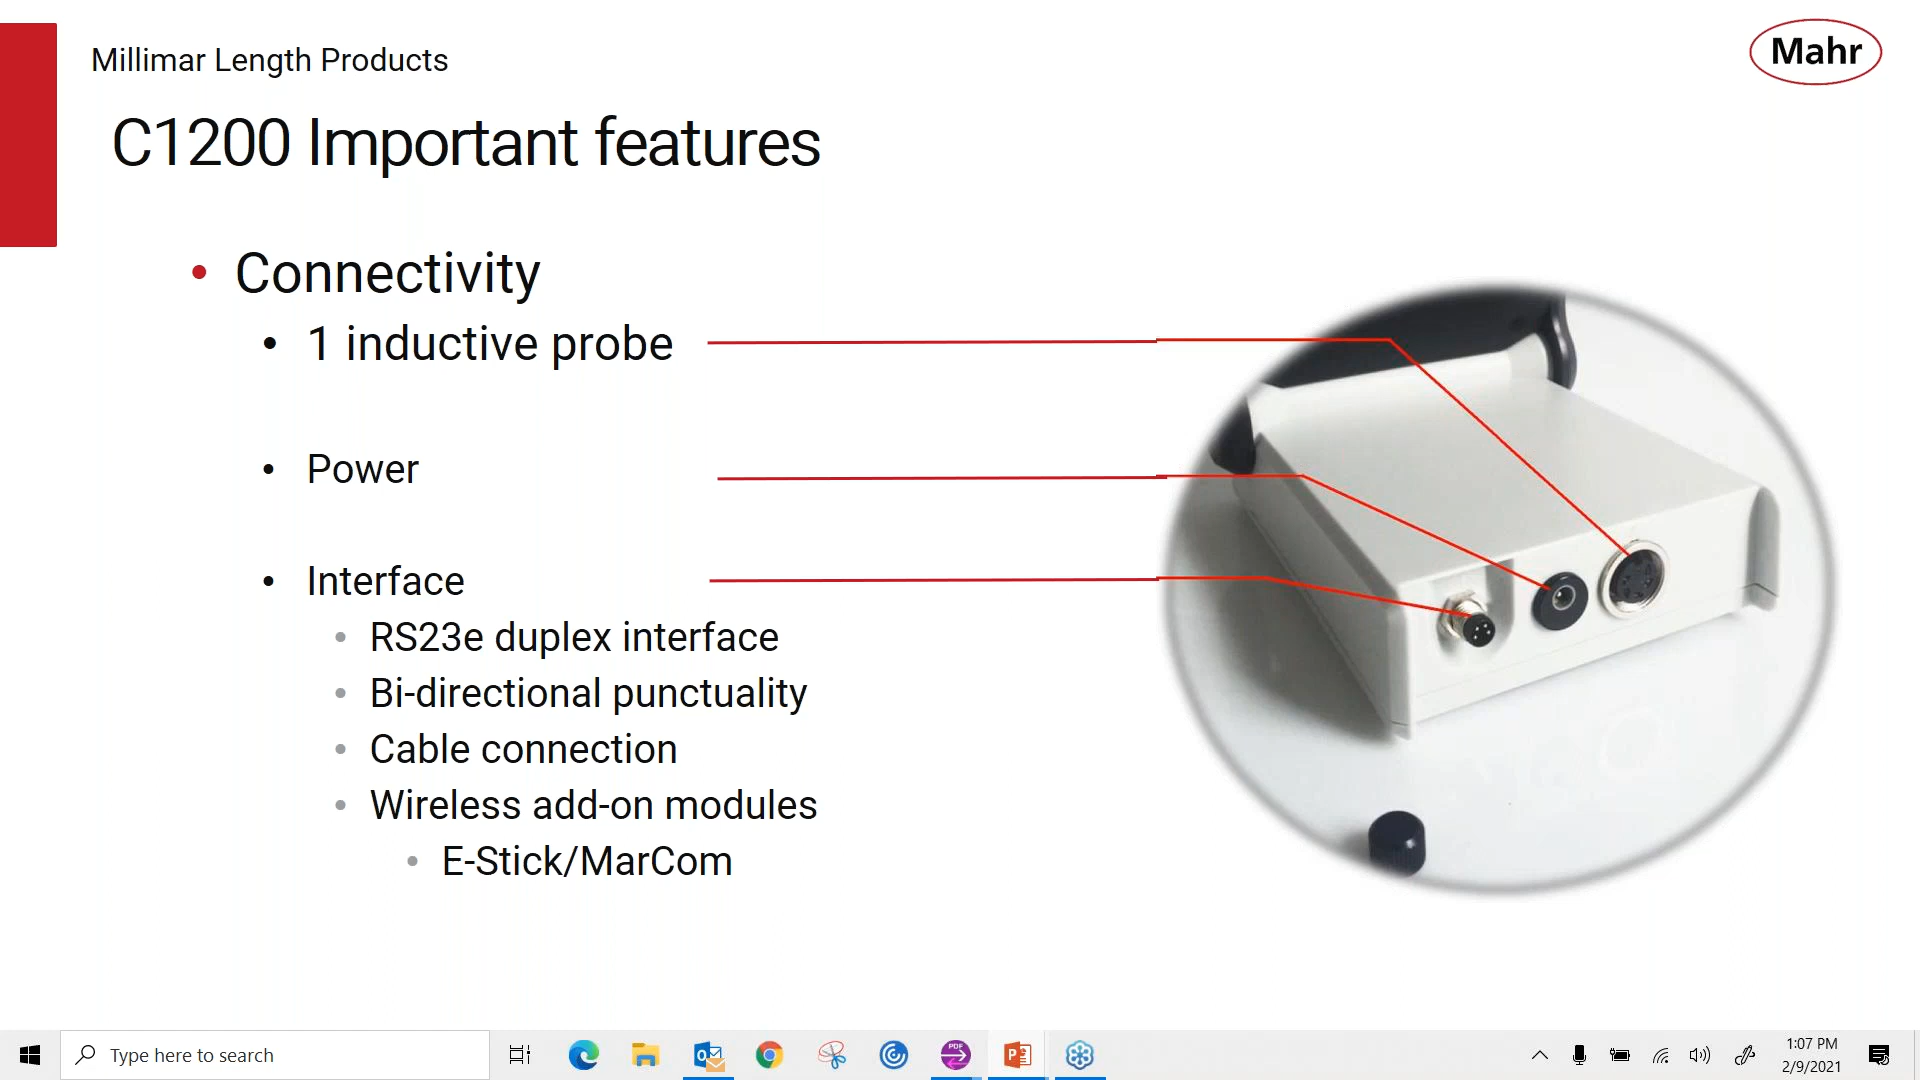 Millimar Length Products
Mahr
C1200 Important features
• Connectivity
• 1 inductive probe
• Power
• Interface
• RS23e duplex interface
• Bi-directional punctuality
• Cable connection
• Wireless add-on modules
• E-Stick/MarCom
Type here to search
PDF
1:07 PM
2/9/2021